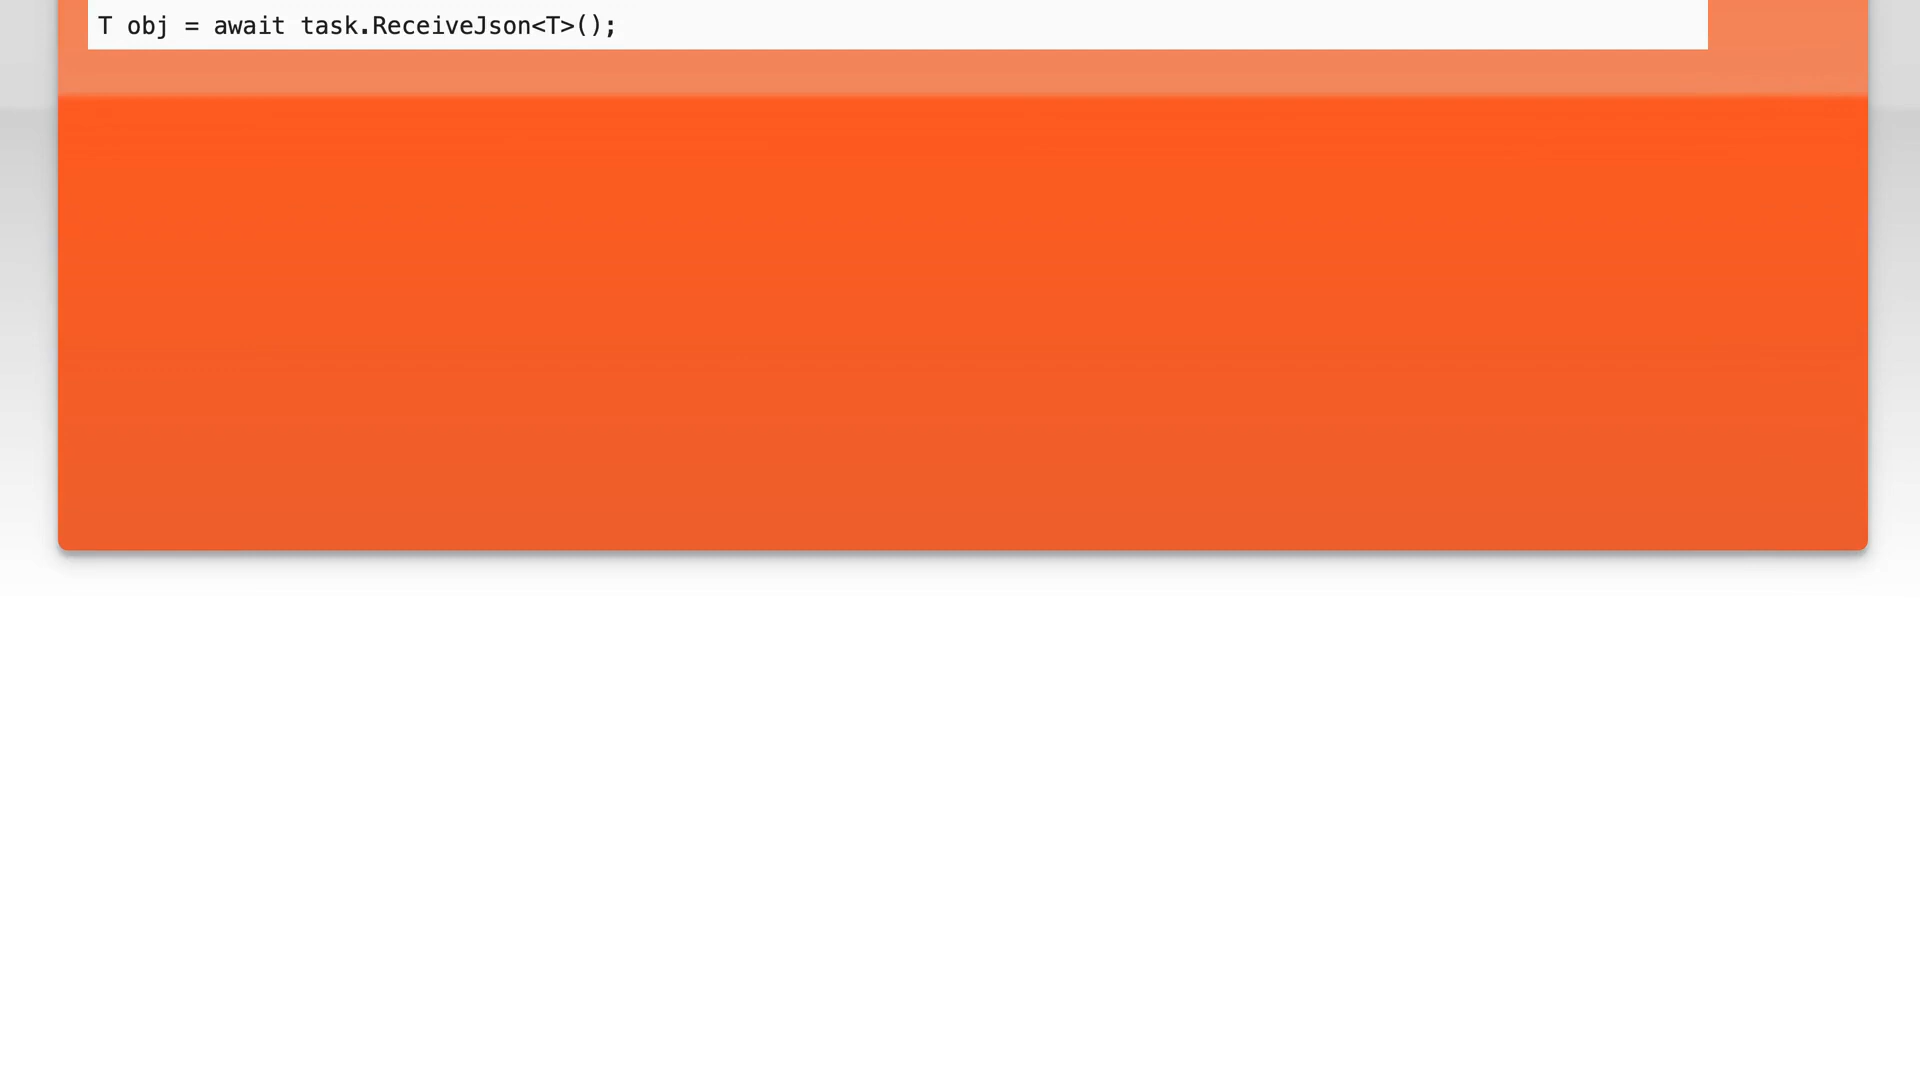 T obj = await task.ReceiveJson<T>();